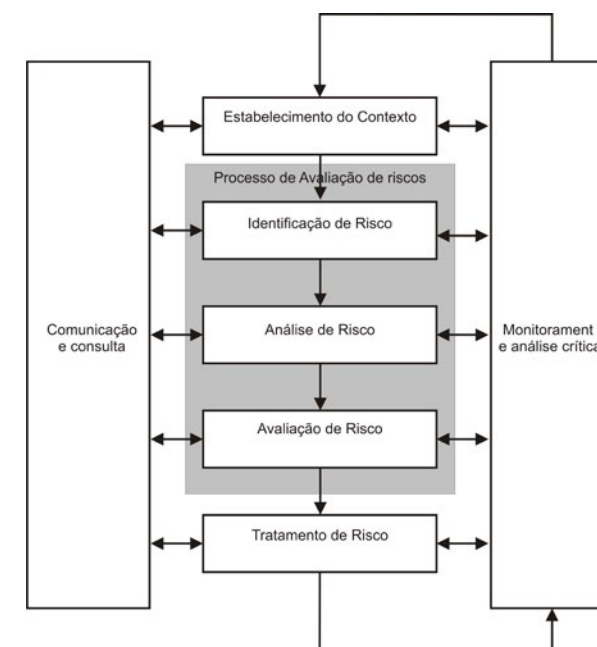 Estabelecimento do Contexto
Processo de Avaliação de riscos
Identificação de Risco
Comunicação
e consulta
Análise de Risco
Monitorament
e análise crítica
Avaliação de Risco
Tratamento de Risco